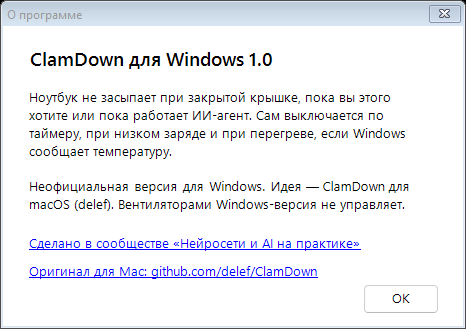 О программе
ClamDown для Windows 1.0
Ноутбук не засыпает при закрытой крышке, пока вы этого
хотите или пока работает ИИ-агент. Сам выключается по
таймеру, при низком заряде и при перегреве, если Windows
сообщает температуру.
Неофициальная версия для Windows. Идея — ClamDown для
macOS (delef). Вентиляторами Windows-версия не управляет.
Сделано в сообществе «Нейросети и AI на практике»
Оригинал для Mac: github.com/delef/ClamDown
OK